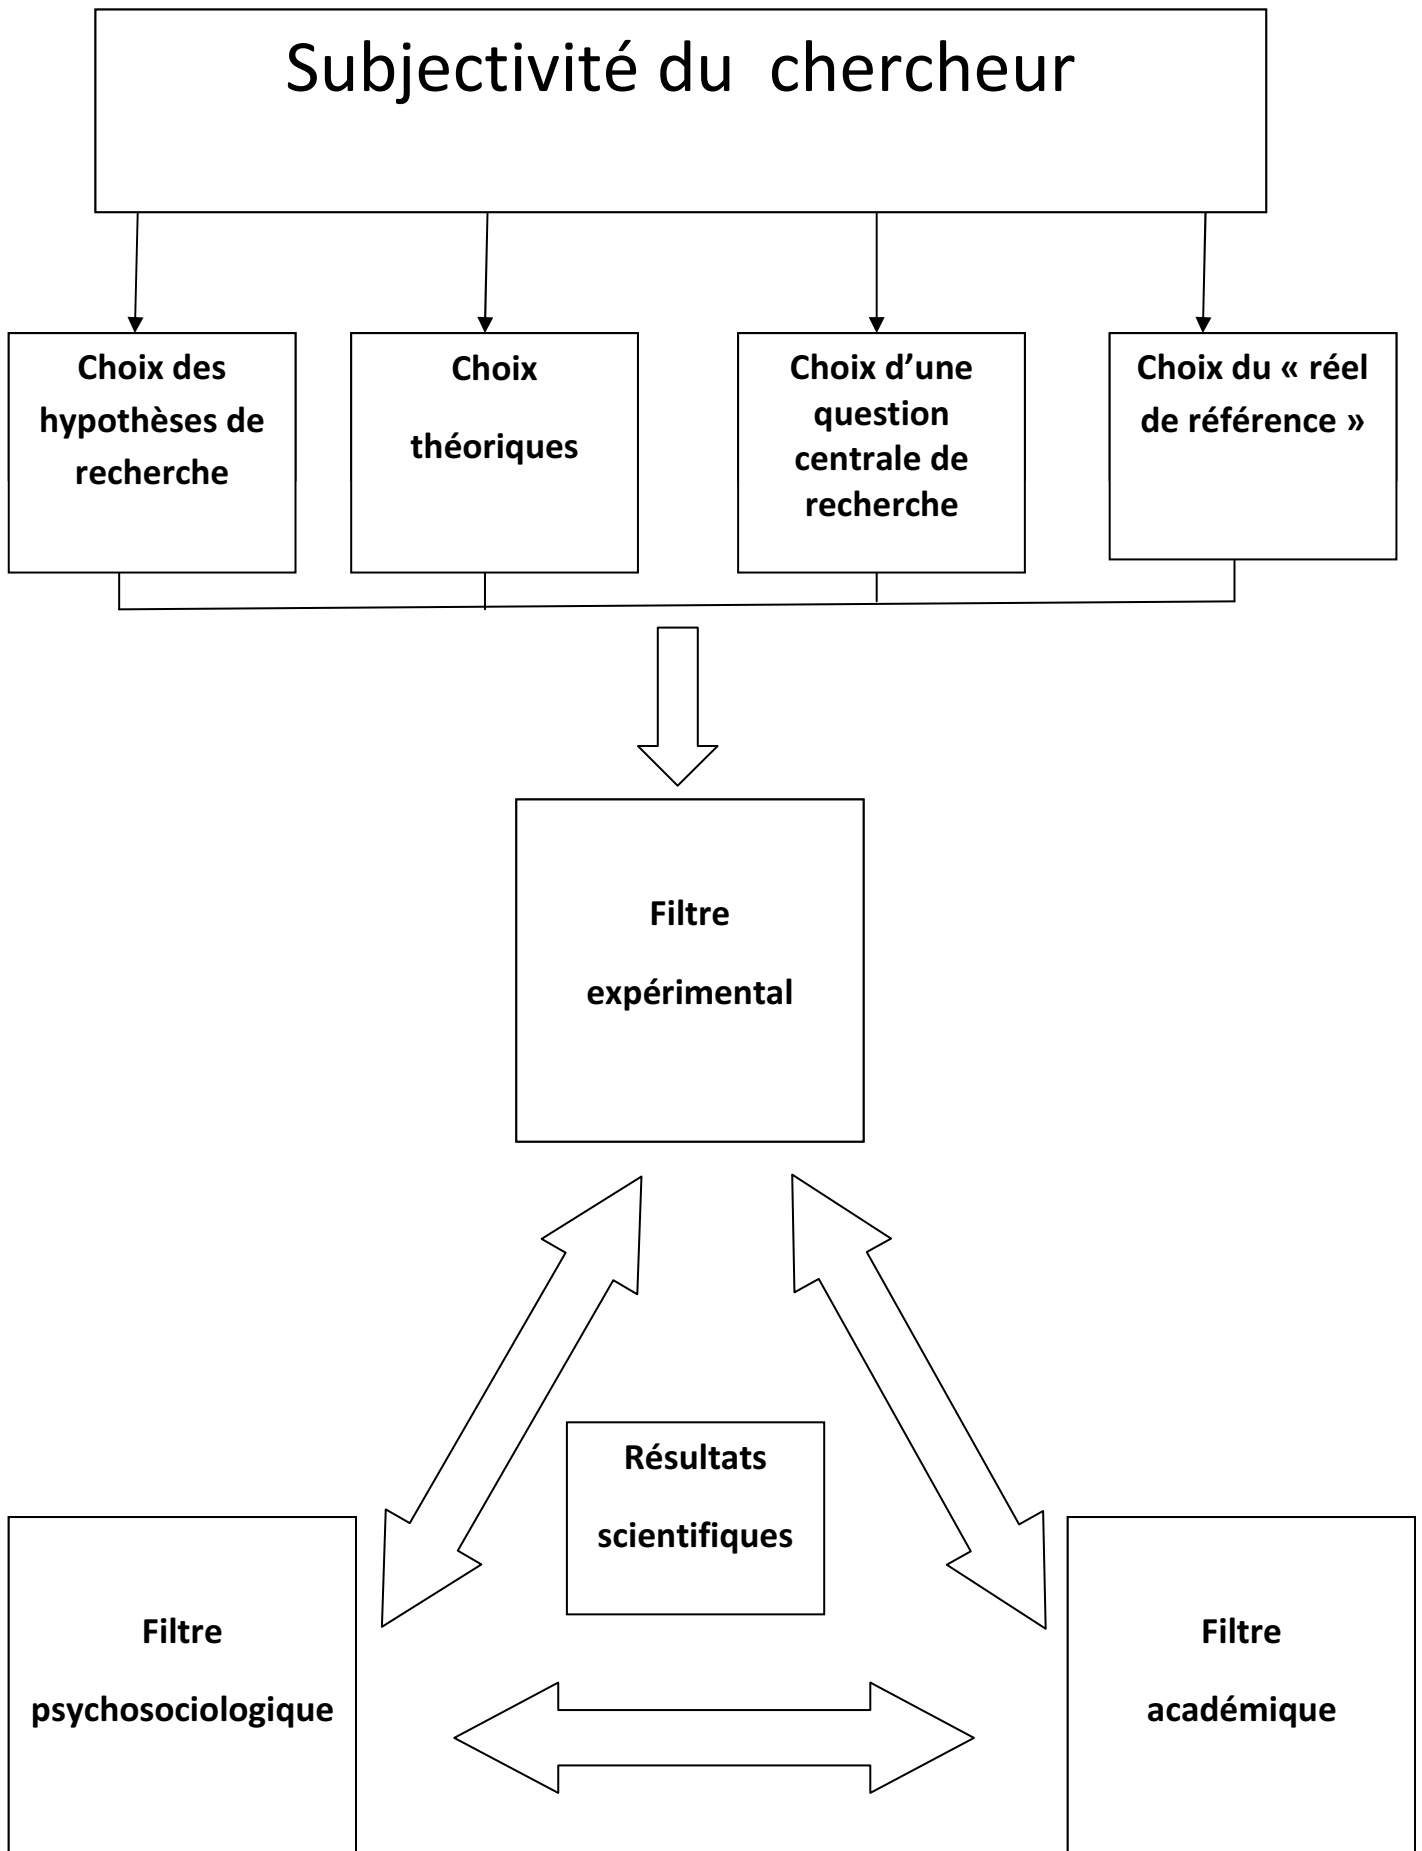 Subjectivité du  chercheur
Choix des
hypothèses de
recherche
Choix
théoriques
Choix d’une
question
centrale de
recherche
Choix du « réel
de référence »
Filtre
expérimental
Résultats
scientifiques
Filtre
psychosociologique
Filtre
académique